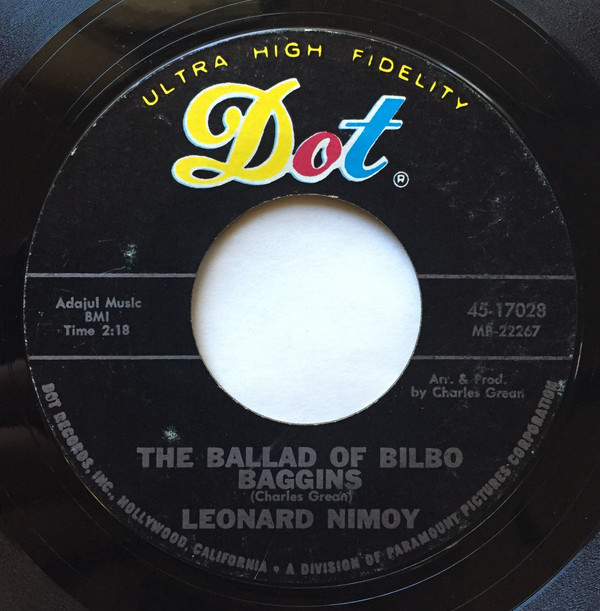 ULTRA HIGH FIDELITY
Dot
®
Adajul Music
BMI
Time 2:18
45-17028
MB-22267
Arr. & Prod.
by Charles Grean
THE BALLAD OF BILBO
BAGGINS
(Charles Grean)
LEONARD NIMOY
DOT RECORDS, INC., HOLLYWOOD, CALIFORNIA • A DIVISION OF PARAMOUNT PICTURES CORPORATION